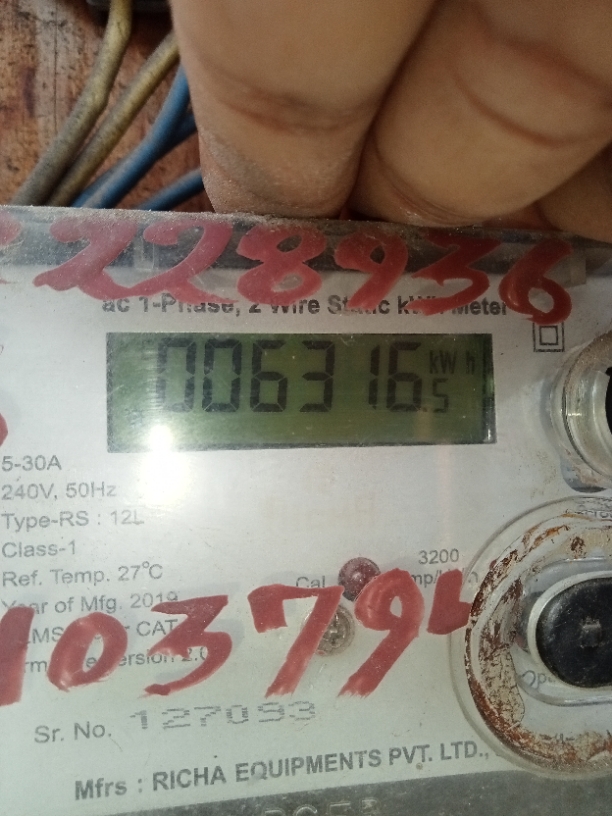 228936
ac 1-Phase, 2 Wire Static kWh Meter
006316.5 kWh
5-30A
240V, 50Hz
Type-RS : 12L
Class-1
3200
Ref. Temp. 27°C
Cal
Year of Mfg. 2019
CAT
10379
Sr. No. 127093
Mfrs : RICHA EQUIPMENTS PVT. LTD.,